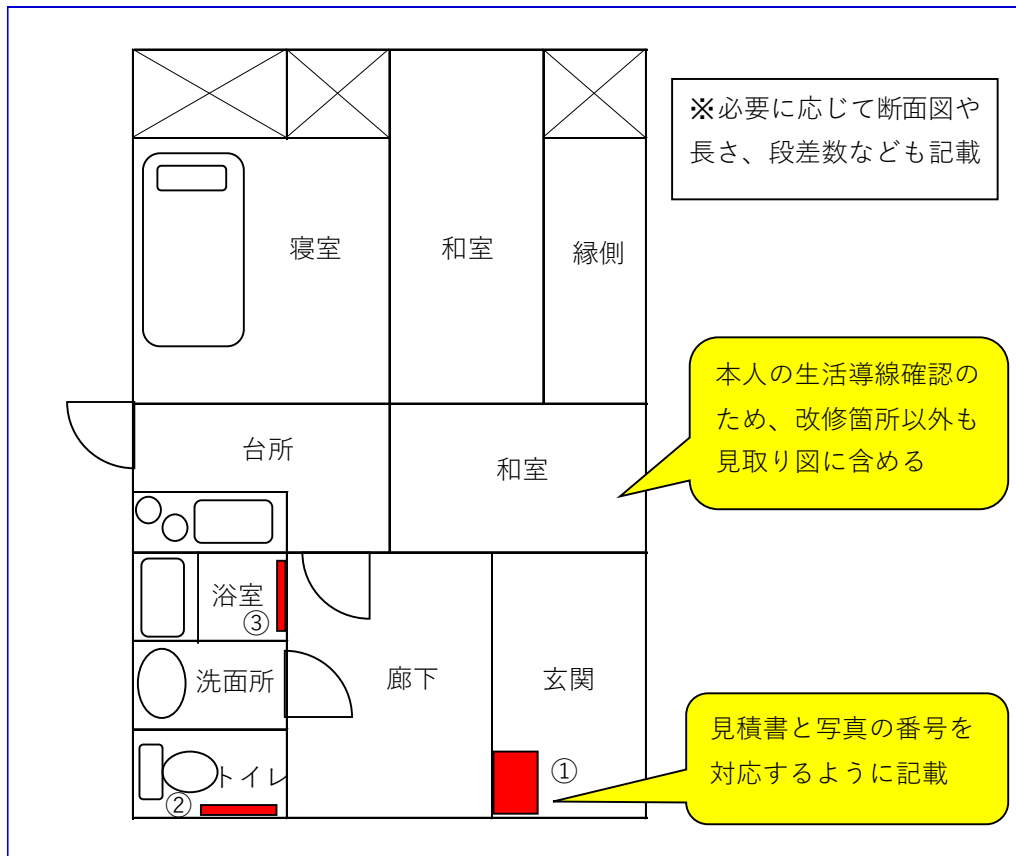 ※必要に応じて断面図や
長さ、段差数なども記載
寝室
和室
縁側
本人の生活導線確認の
ため、改修箇所以外も
見取り図に含める
台所
和室
浴室
③
洗面所
廊下
玄関
見積書と写真の番号を
対応するように記載
①
トイレ
②